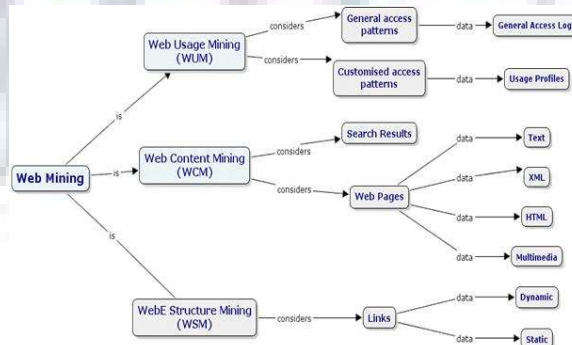 General access
patterns
considers
data
General Access Log
Web Usage Mining
(WUM)
considers
Customised access
patterns
data
Usage Profiles
is
Search Results
data
Text
considers
Web Content Mining
(WCM)
data
XML
Web Mining
is
considers
Web Pages
data
HTML
is
data
Multimedia
data
Dynamic
WebE Structure Mining
(WSM)
considers
Links
data
Static